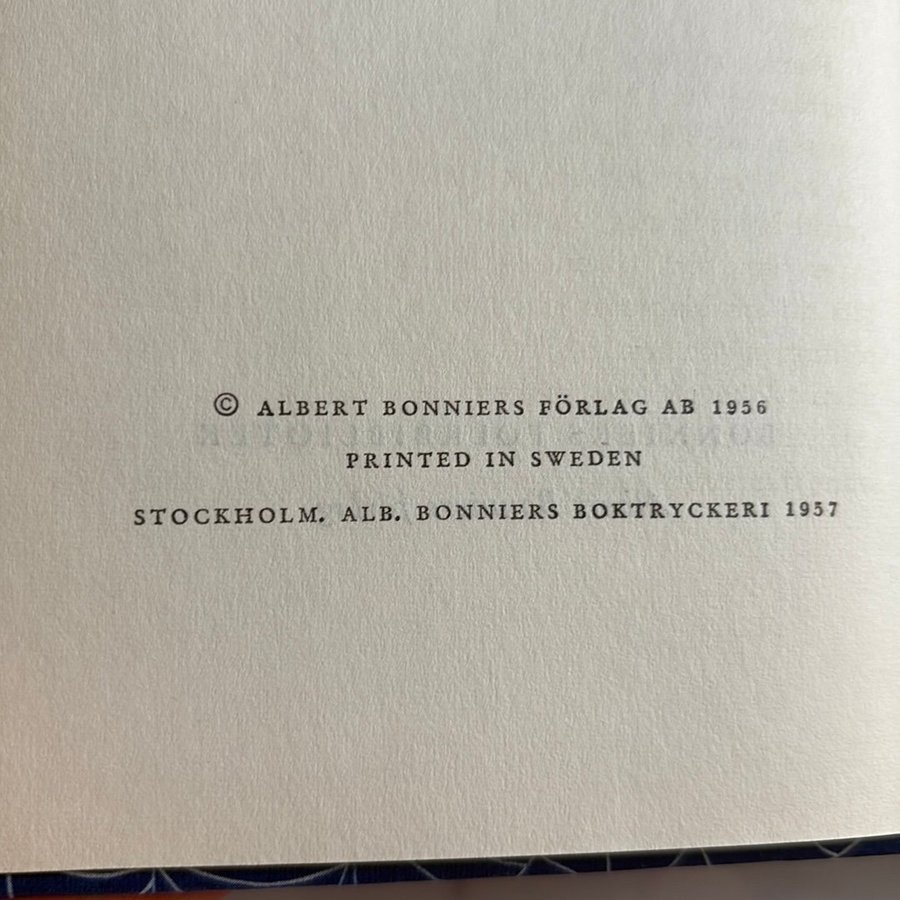 © ALBERT BONNIERS FÖRLAG AB 1956
PRINTED IN SWEDEN
STOCKHOLM. ALB. BONNIERS BOKTRYCKERI 1957